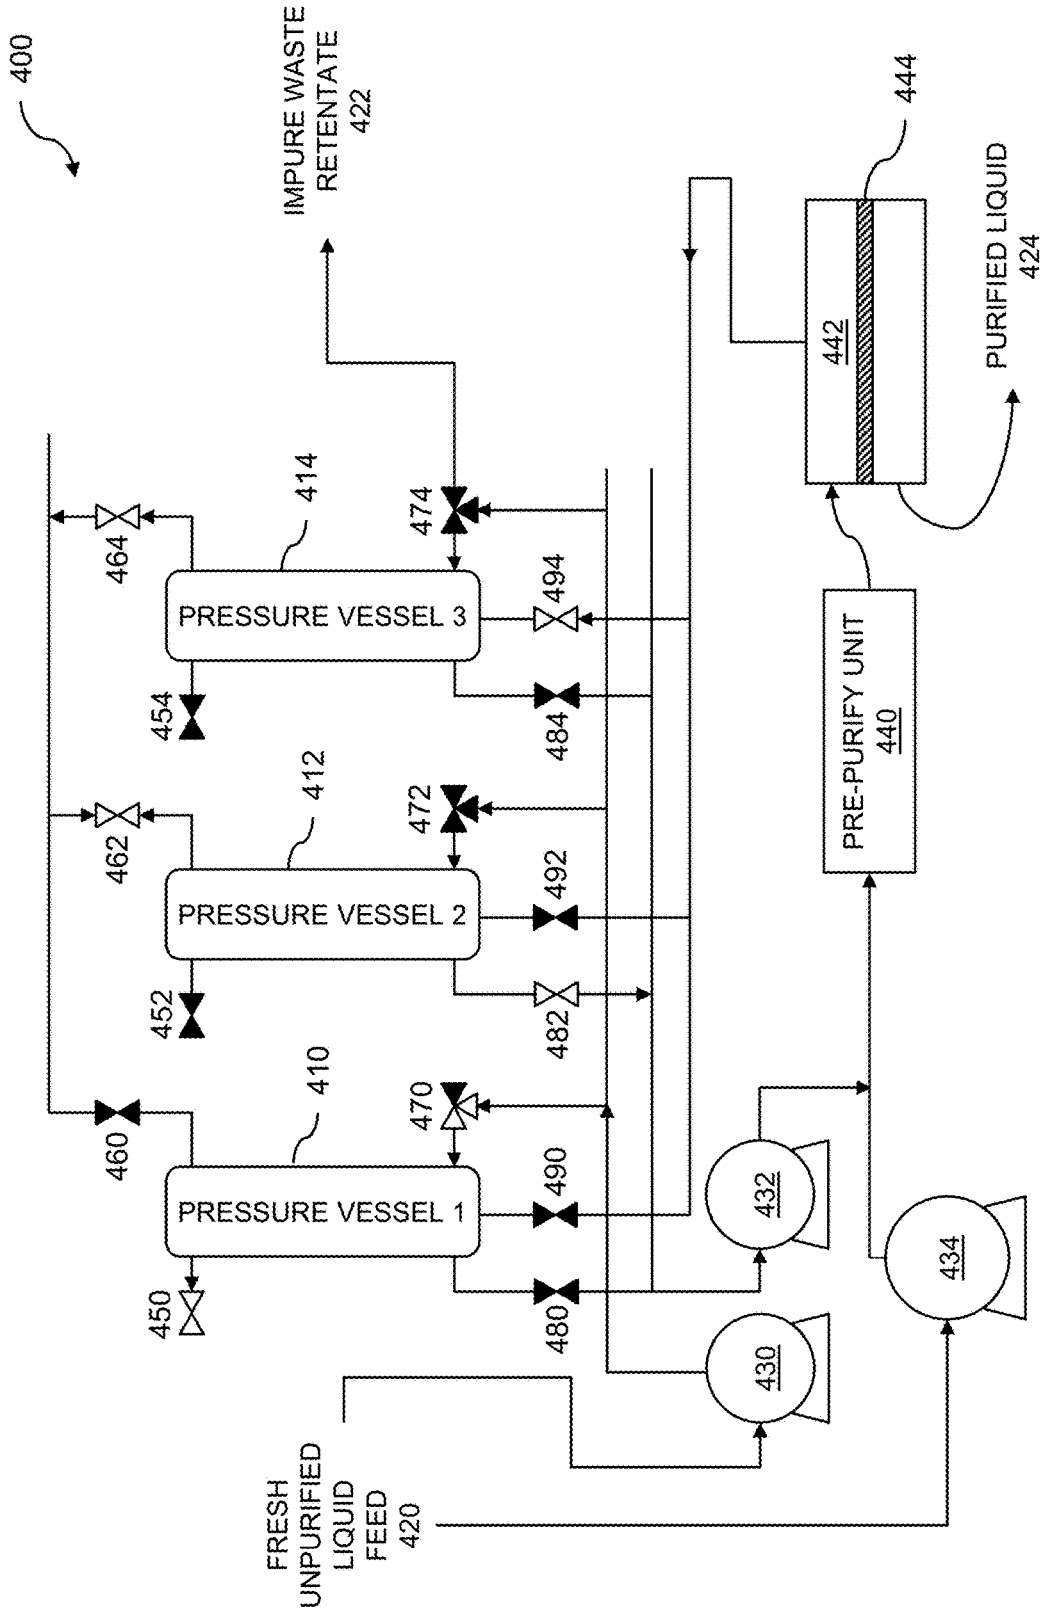 400
IMPURE WASTE
RETENTATE
422
464
414
474
PRESSURE VESSEL 3
494
454
484
462
412
472
PRESSURE VESSEL 2
492
452
482
460
410
470
PRESSURE VESSEL 1
490
450
480
444
442
PURIFIED LIQUID
424
PRE-PURIFY UNIT
440
432
434
430
FRESH
UNPURIFIED
LIQUID
FEED
420